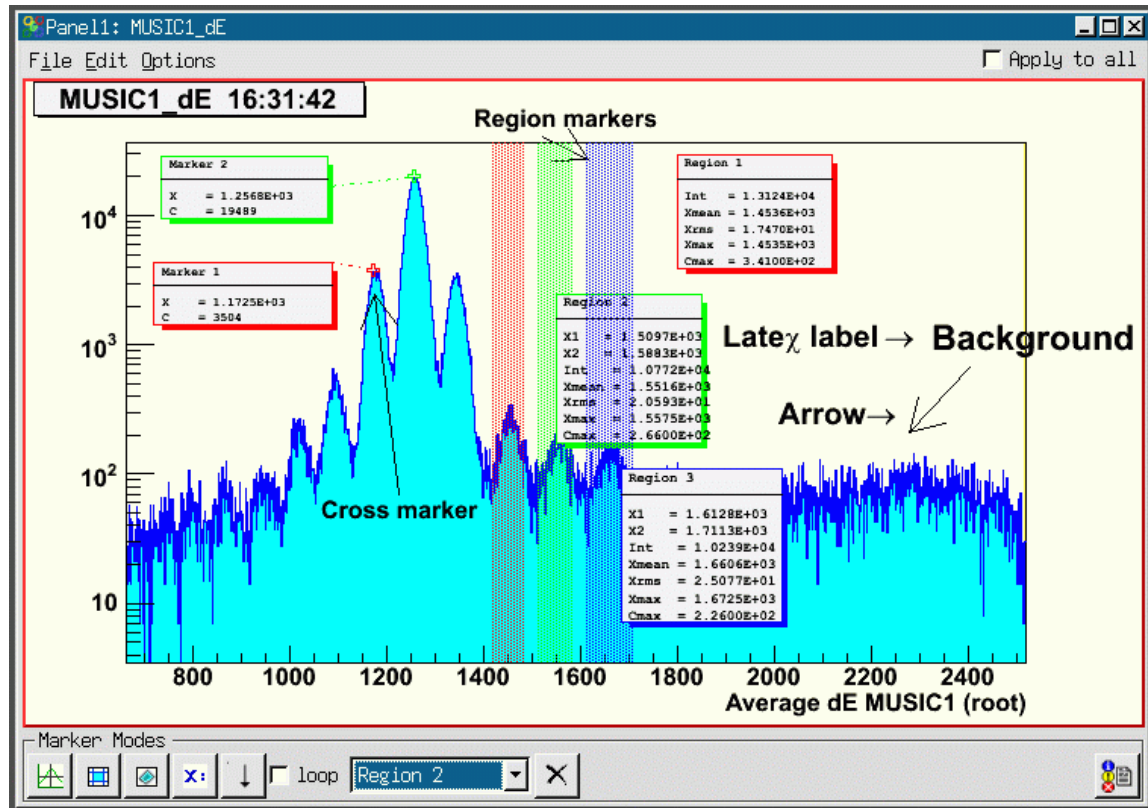 Panel1: MUSIC1_dE
File Edit Options
Apply to all
MUSIC1_dE 16:31:42
Region markers
Marker 2
X = 1.2568E+03
C = 19489
Region 1
Int = 1.3124E+04
Xmean = 1.4536E+03
Xrms = 1.7470E+01
Xmax = 1.4535E+03
Cmax = 3.4100E+02
Marker 1
X = 1.1725E+03
C = 3504
Region 2
X1 = 1.5097E+03
X2 = 1.5883E+03
Int = 1.0772E+04
Xmean = 1.5516E+03
Xrms = 2.0593E+01
Xmax = 1.5575E+03
Cmax = 2.6600E+02
Lateχ label → Background
Arrow→
Cross marker
Region 3
X1 = 1.6128E+03
X2 = 1.7113E+03
Int = 1.0239E+04
Xmean = 1.6606E+03
Xrms = 2.5077E+01
Xmax = 1.6725E+03
Cmax = 2.2600E+02
10⁴
10³
10²
10
800 1000 1200 1400 1600 1800 2000 2200 2400
Average dE MUSIC1 (root)
Marker Modes
X:
loop
Region 2